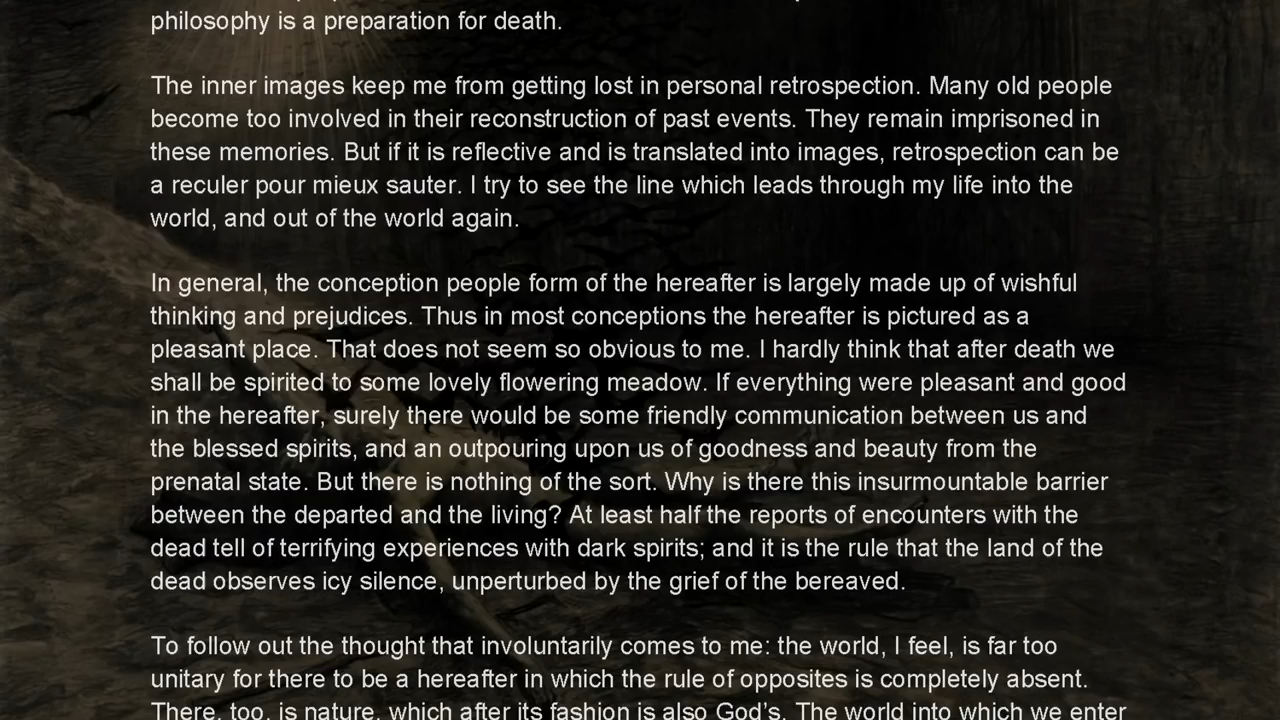 philosophy is a preparation for death.
The inner images keep me from getting lost in personal retrospection. Many old people
become too involved in their reconstruction of past events. They remain imprisoned in
these memories. But if it is reflective and is translated into images, retrospection can be
a reculer pour mieux sauter. I try to see the line which leads through my life into the
world, and out of the world again.
In general, the conception people form of the hereafter is largely made up of wishful
thinking and prejudices. Thus in most conceptions the hereafter is pictured as a
pleasant place. That does not seem so obvious to me. I hardly think that after death we
shall be spirited to some lovely flowering meadow. If everything were pleasant and good
in the hereafter, surely there would be some friendly communication between us and
the blessed spirits, and an outpouring upon us of goodness and beauty from the
prenatal state. But there is nothing of the sort. Why is there this insurmountable barrier
between the departed and the living? At least half the reports of encounters with the
dead tell of terrifying experiences with dark spirits; and it is the rule that the land of the
dead observes icy silence, unperturbed by the grief of the bereaved.
To follow out the thought that involuntarily comes to me: the world, I feel, is far too
unitary for there to be a hereafter in which the rule of opposites is completely absent.
There, too, is nature, which after its fashion is also God's. The world into which we enter